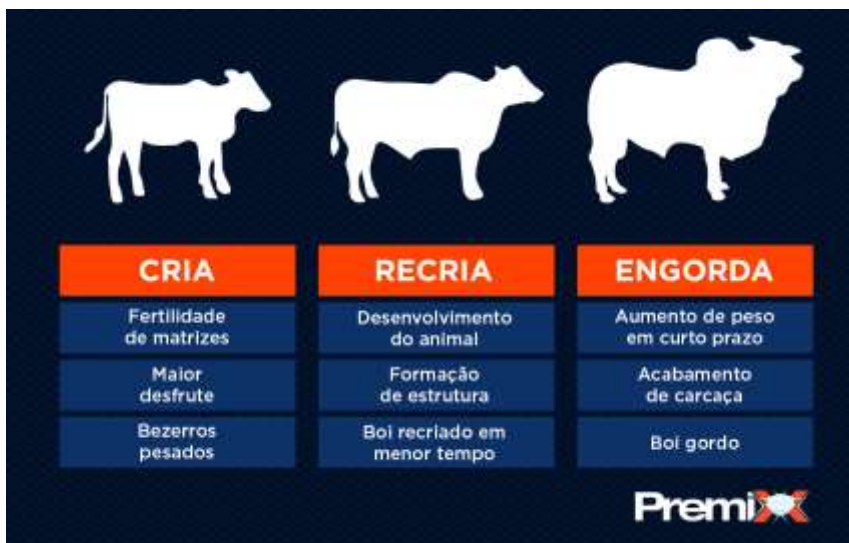 CRIA
Fertilidade
de matrizes
Maior
desfrute
Bezerros
pesados
RECRIA
Desenvolvimento
do animal
Formação
de estrutura
Boi recriado em
menor tempo
ENGORDA
Aumento de peso
em curto prazo
Acabamento
de carcaça
Boi gordo
PremiX